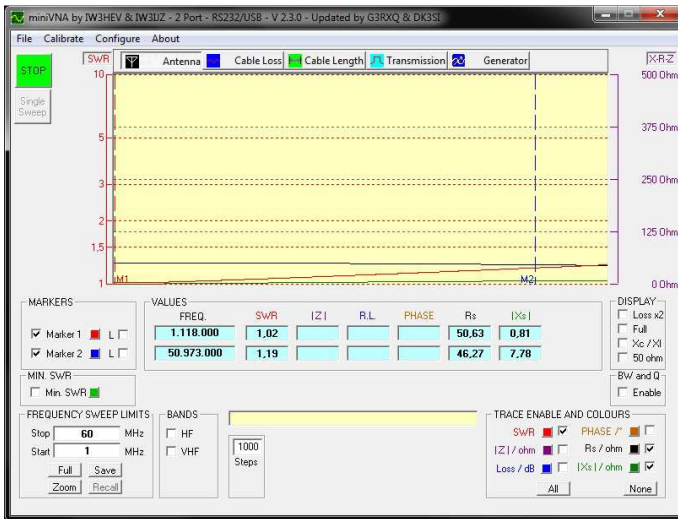 miniVNA by IW3HEV & IW3IJZ - 2 Port - RS232/USB - V 2.3.0 - Updated by G3RXQ & DK3SI
File Calibrate Configure About
STOP
Single Sweep
SWR Antenna Cable Loss Cable Length Transmission Generator X-R-Z
10 500 Ohm
5 375 Ohm
3 250 Ohm
2
1,5 125 Ohm
1 M1 M2 0 Ohm
MARKERS VALUES DISPLAY
FREQ. SWR |Z| R.L. PHASE Rs |Xs| Loss x2
Marker 1 L 1.118.000 1,02 50,63 0,81 Full
Marker 2 L 50.973.000 1,19 46,27 7,78 Xc / Xl
50 ohm
MIN. SWR BW and Q
Min. SWR Enable
FREQUENCY SWEEP LIMITS BANDS TRACE ENABLE AND COLOURS
Stop 60 MHz HF SWR PHASE /°
Start 1 MHz VHF 1000 |Z| / ohm Rs / ohm
Full Save Steps Loss / dB |Xs| / ohm
Zoom Recall All None